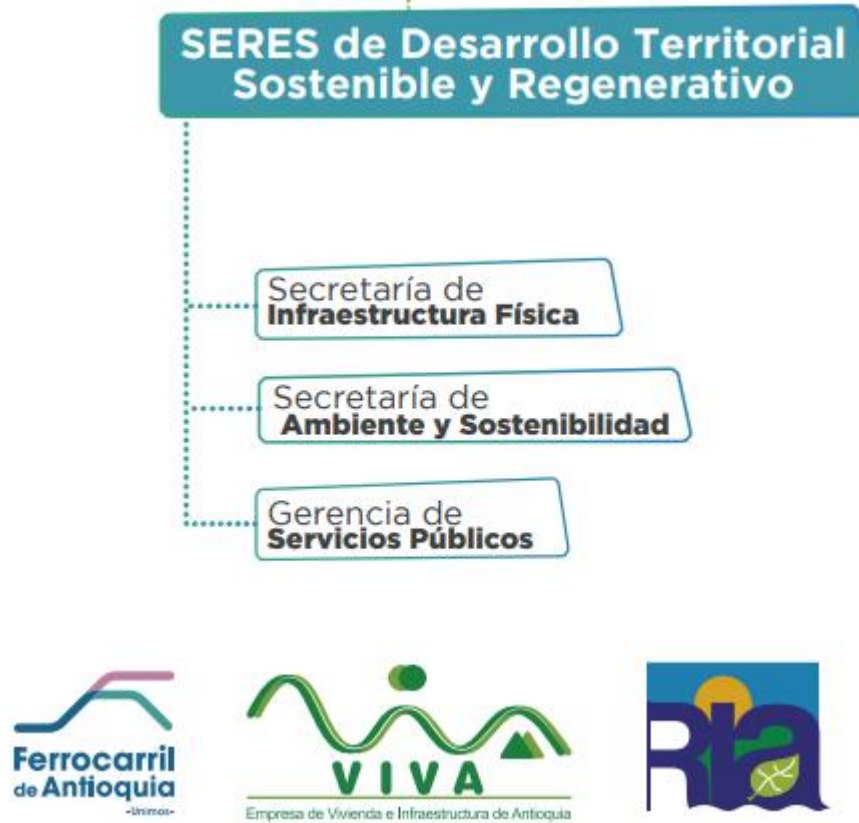 SERES de Desarrollo Territorial
Sostenible y Regenerativo
Secretaría de
Infraestructura Física
Secretaría de
Ambiente y Sostenibilidad
Gerencia de
Servicios Públicos
Ferrocarril
de Antioquia
-Unimos-
VIVA
Empresa de Vivienda e Infraestructura de Antioquia
RIa